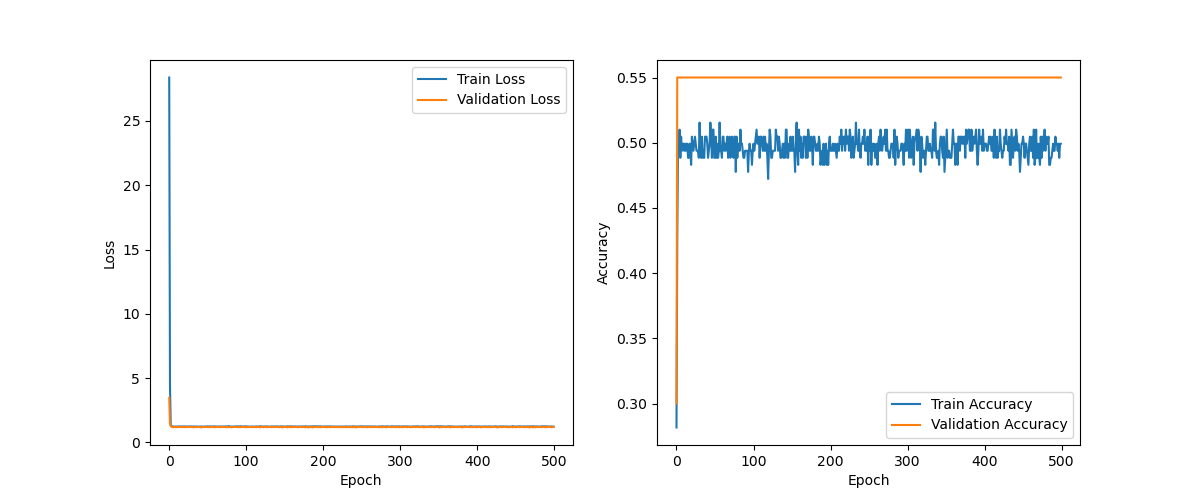 Train Loss
Validation Loss
25
20
15
10
5
0
Loss
0 100 200 300 400 500
Epoch
0.55
0.50
0.45
0.40
0.35
0.30
Accuracy
Train Accuracy
Validation Accuracy
0 100 200 300 400 500
Epoch